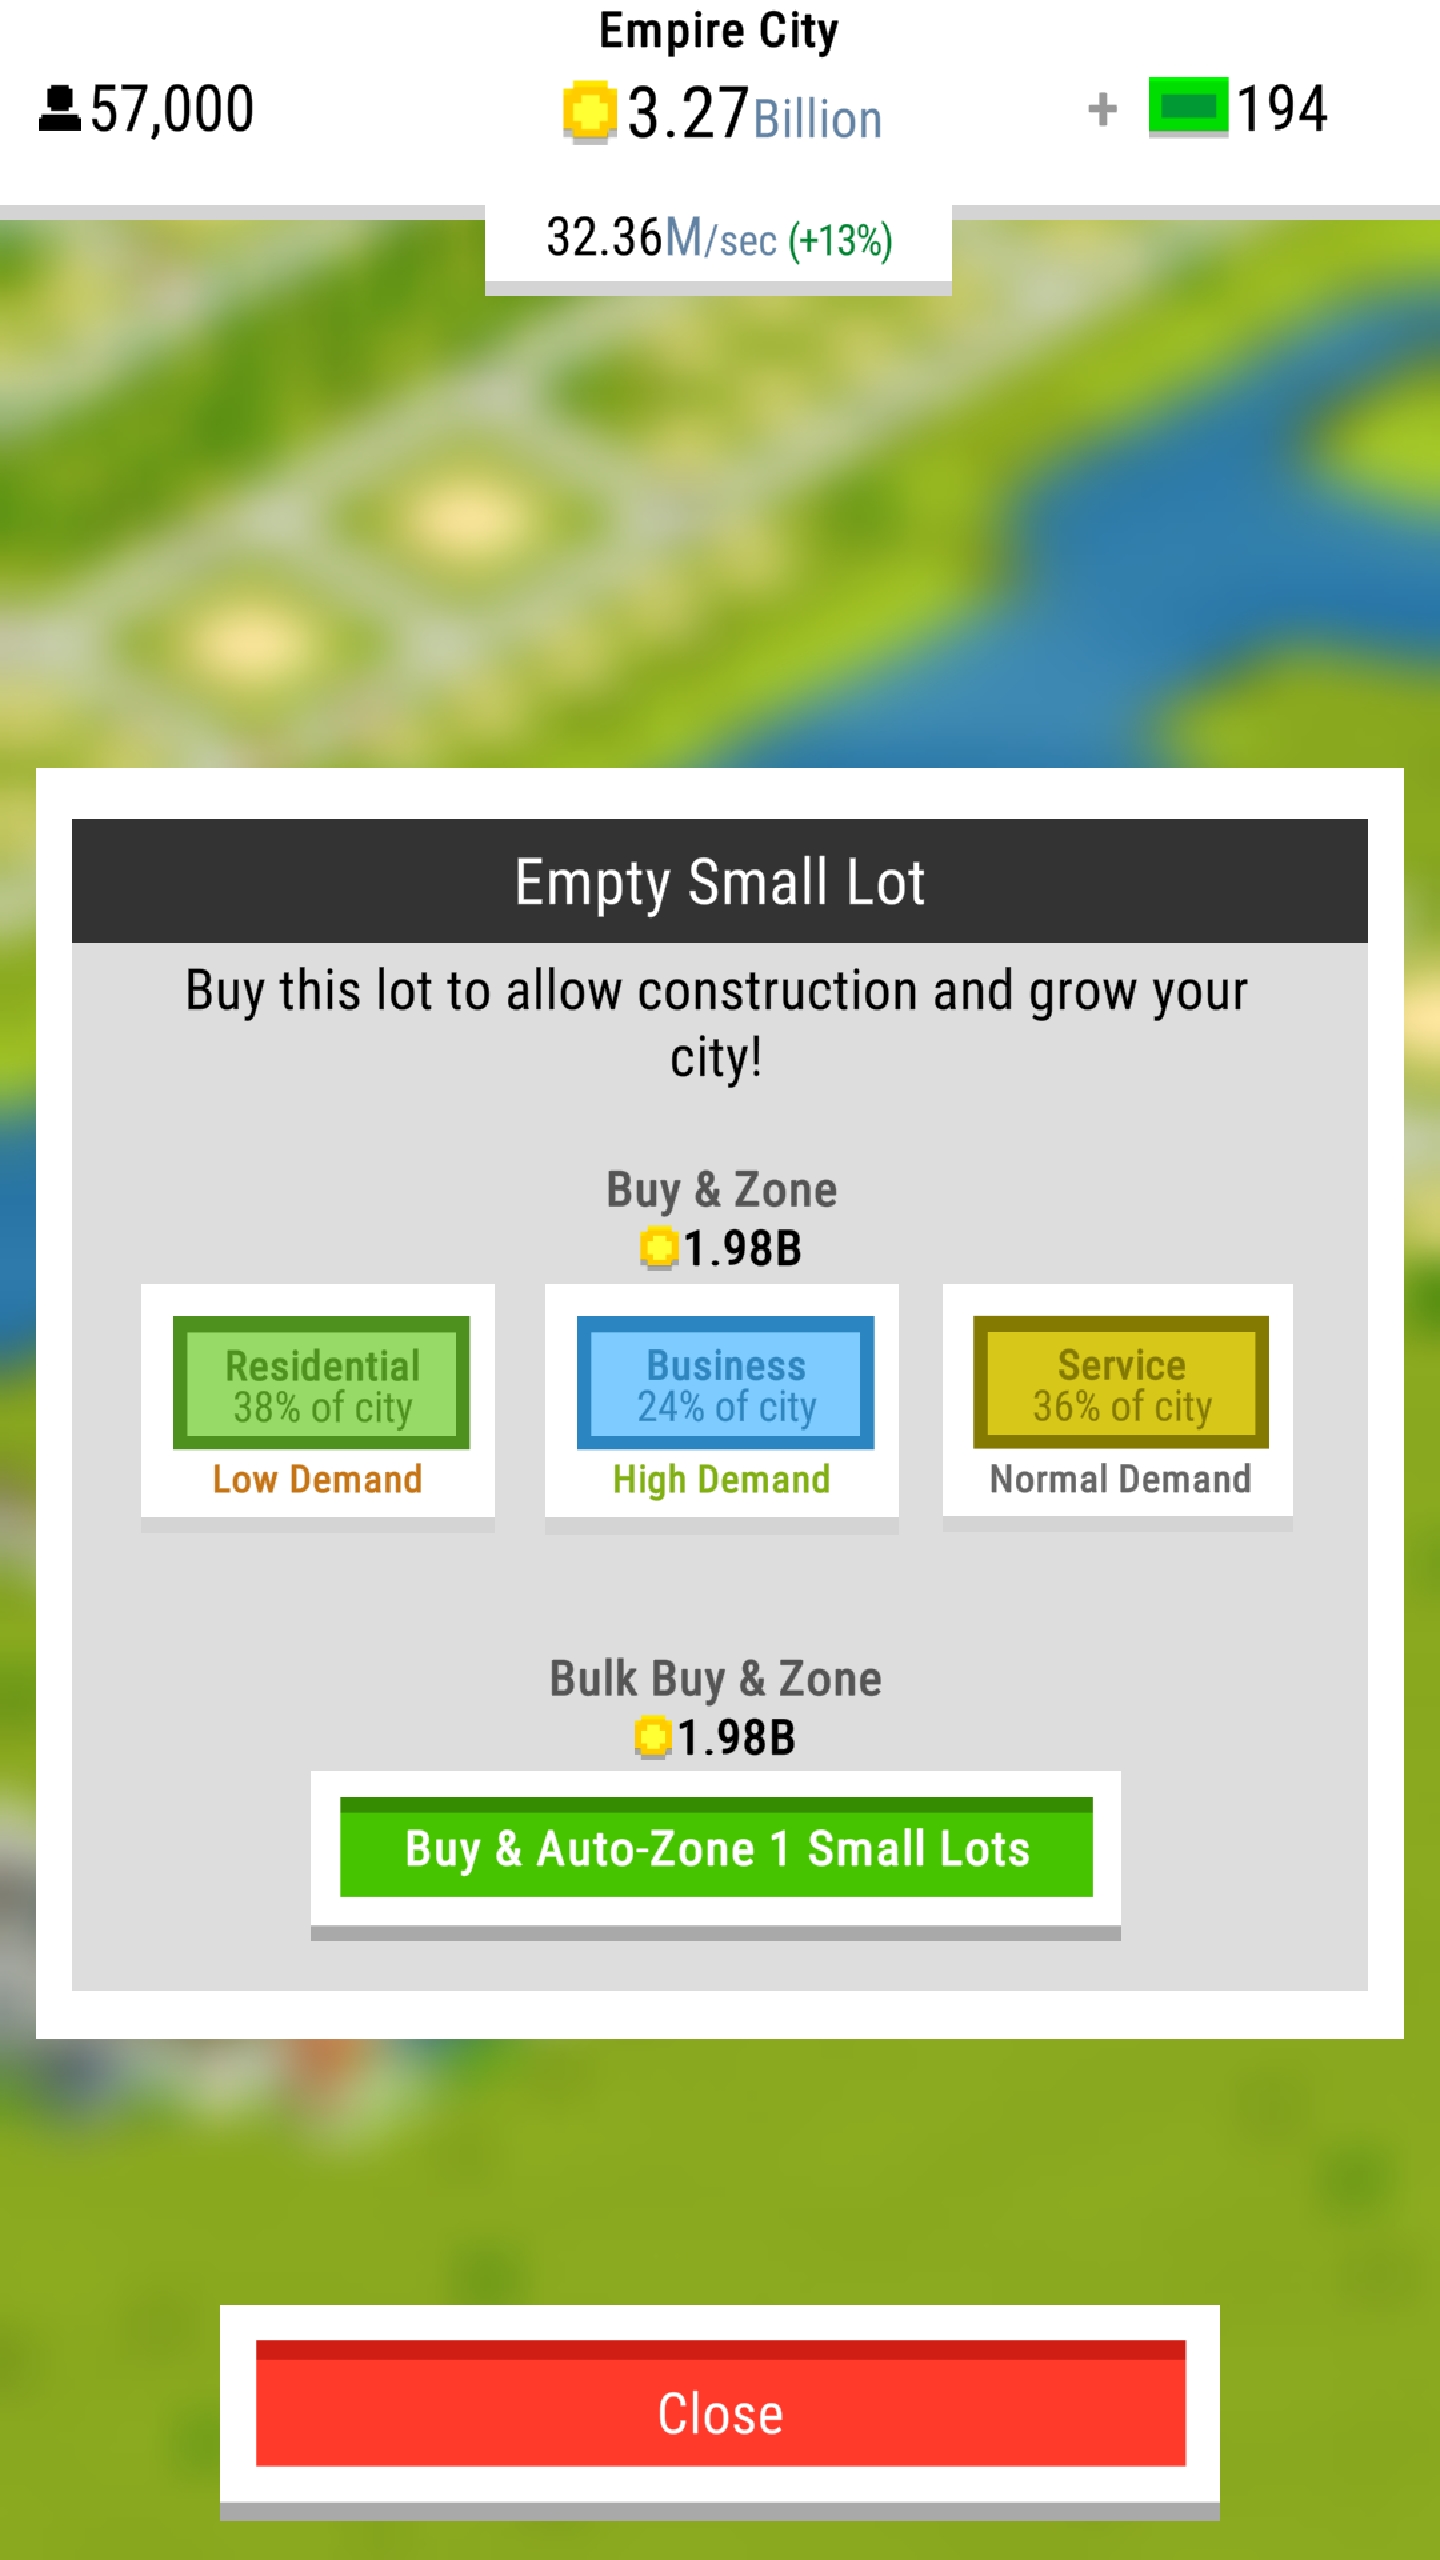 Empire City
57,000
3.27Billion
+ 194
32.36M/sec (+13%)
Empty Small Lot
Buy this lot to allow construction and grow your
city!
Buy & Zone
1.98B
Residential
38% of city
Low Demand
Business
24% of city
High Demand
Service
36% of city
Normal Demand
Bulk Buy & Zone
1.98B
Buy & Auto-Zone 1 Small Lots
Close